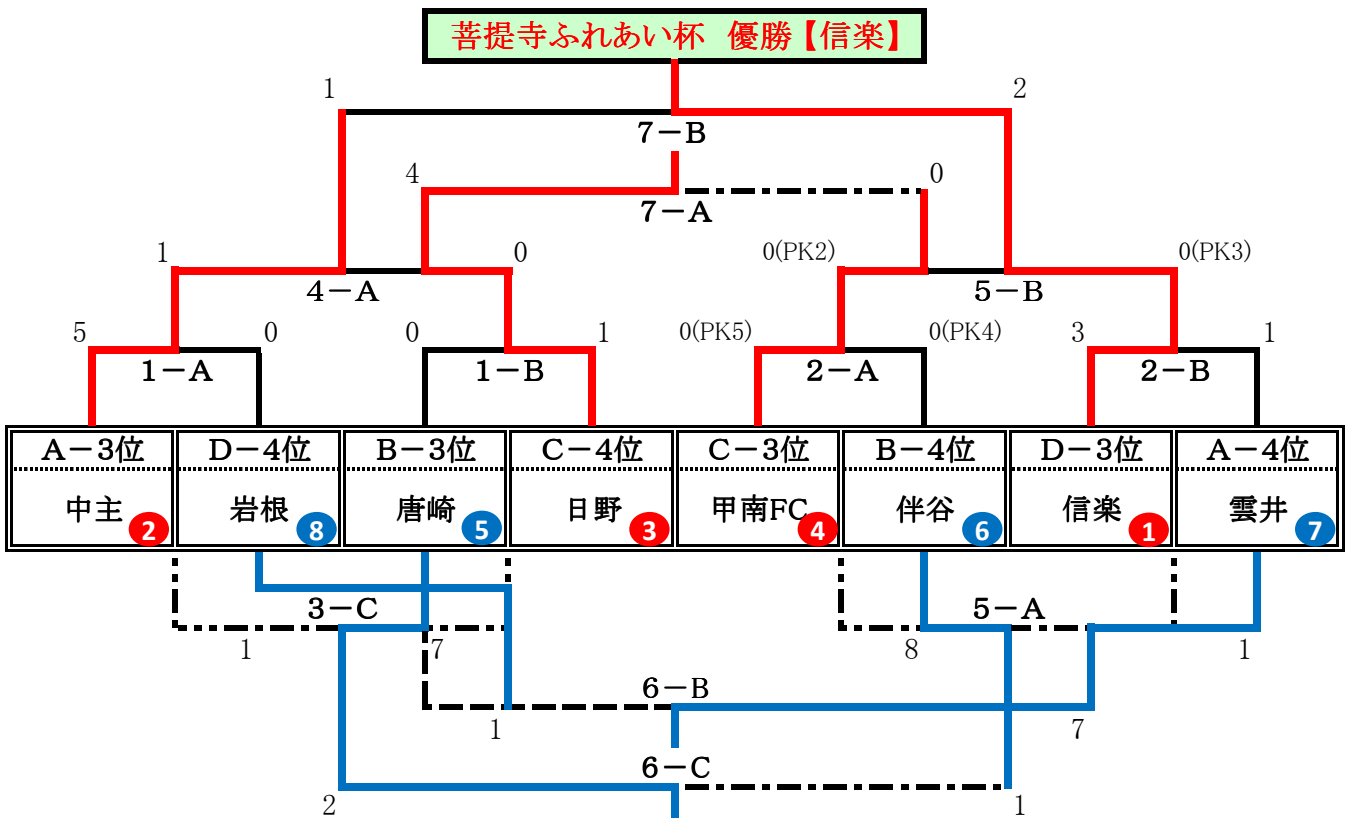 菩提寺ふれあい杯 優勝【信楽】
1 2
7-B
4 0
7-A
1 0 0(PK2) 0(PK3)
4-A 5-B
5 0 0 1 0(PK5) 0(PK4) 3 1
1-A 1-B 2-A 2-B
A-3位 D-4位 B-3位 C-4位 C-3位 B-4位 D-3位 A-4位
中主 岩根 唐崎 日野 甲南FC 伴谷 信楽 雲井
2 8 5 3 4 6 1 7
3-C 5-A
1 7 8 1
6-B
1 7
6-C
2 1